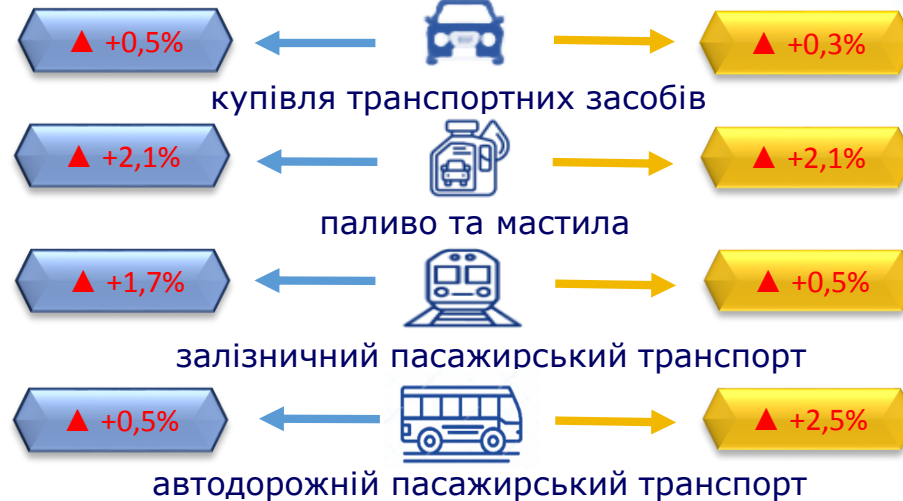 ▲ +0,5% ▲ +0,3%
купівля транспортних засобів
▲ +2,1% ▲ +2,1%
паливо та мастила
▲ +1,7% ▲ +0,5%
залізничний пасажирський транспорт
▲ +0,5% ▲ +2,5%
автодорожній пасажирський транспорт